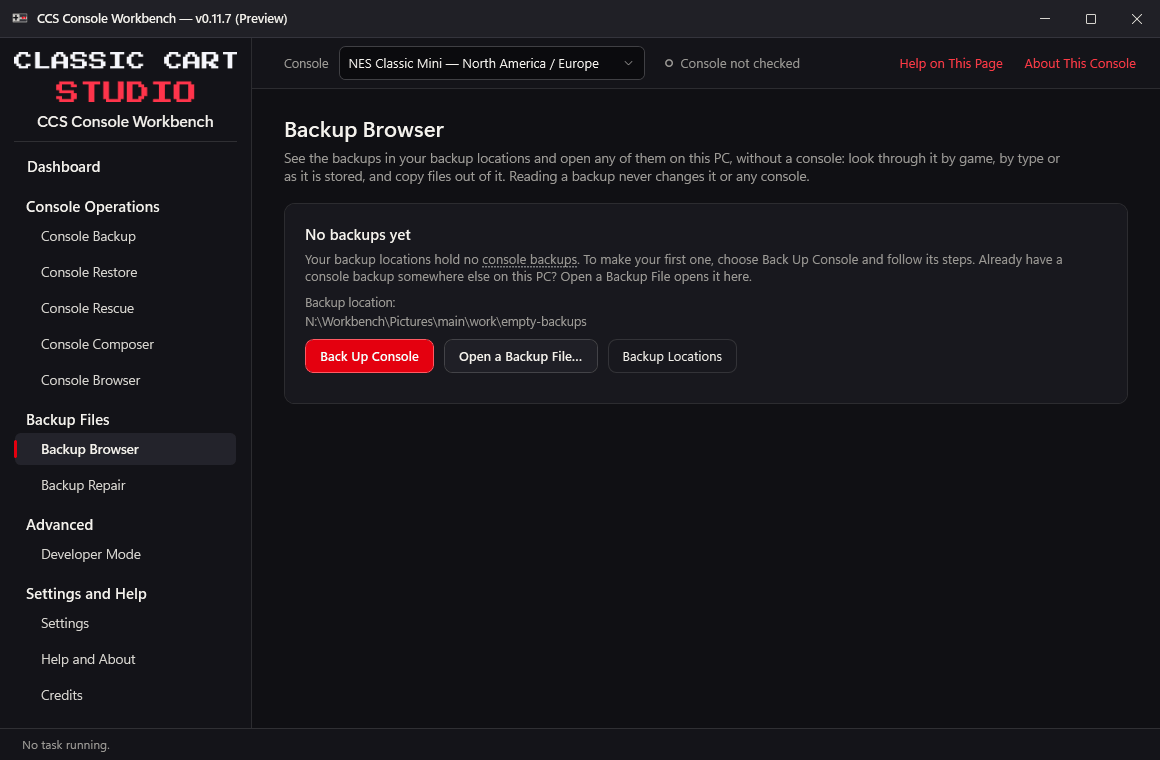 CCS Console Workbench — v0.11.7 (Preview)
CLASSIC CART
STUDIO
CCS Console Workbench
Dashboard
Console Operations
Console Backup
Console Restore
Console Rescue
Console Composer
Console Browser
Backup Files
Backup Browser
Backup Repair
Advanced
Developer Mode
Settings and Help
Settings
Help and About
Credits
Console
NES Classic Mini — North America / Europe
Console not checked
Help on This Page
About This Console
Backup Browser
See the backups in your backup locations and open any of them on this PC, without a console: look through it by game, by type or
as it is stored, and copy files out of it. Reading a backup never changes it or any console.
No backups yet
Your backup locations hold no console backups. To make your first one, choose Back Up Console and follow its steps. Already have a
console backup somewhere else on this PC? Open a Backup File opens it here.
Backup location:
N:\Workbench\Pictures\main\work\empty-backups
Back Up Console
Open a Backup File...
Backup Locations
No task running.